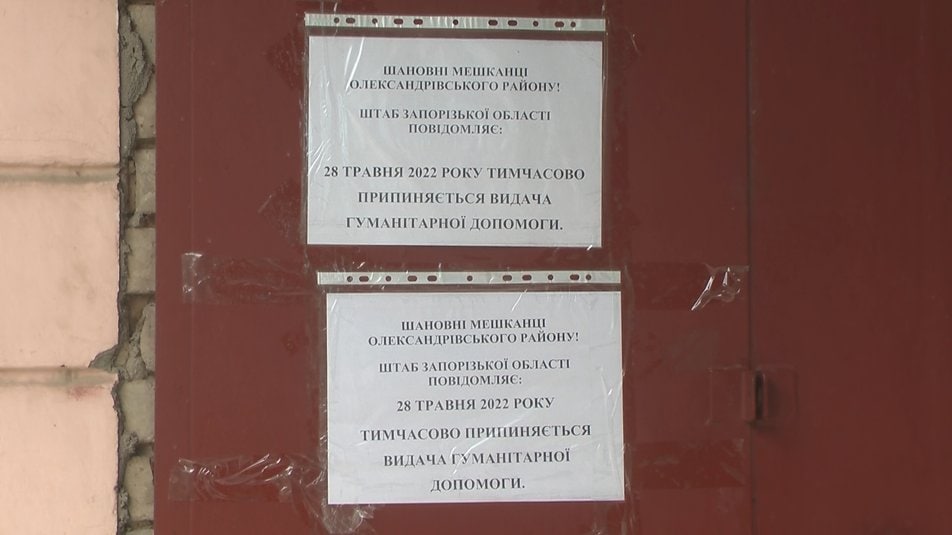 ШАНОВНІ МЕШКАНЦІ
ОЛЕКСАНДРІВСЬКОГО РАЙОНУ!
ШТАБ ЗАПОРІЗЬКОЇ ОБЛАСТІ
ПОВІДОМЛЯЄ:
28 ТРАВНЯ 2022 РОКУ ТИМЧАСОВО
ПРИПИНЯЄТЬСЯ ВИДАЧА
ГУМАНІТАРНОЇ ДОПОМОГИ.
ШАНОВНІ МЕШКАНЦІ
ОЛЕКСАНДРІВСЬКОГО РАЙОНУ!
ШТАБ ЗАПОРІЗЬКОЇ ОБЛАСТІ
ПОВІДОМЛЯЄ:
28 ТРАВНЯ 2022 РОКУ
ТИМЧАСОВО ПРИПИНЯЄТЬСЯ
ВИДАЧА ГУМАНІТАРНОЇ
ДОПОМОГИ.